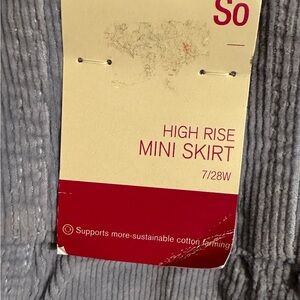 So
HIGH RISE
MINI SKIRT
7/28W
Supports more-sustainable cotton farming